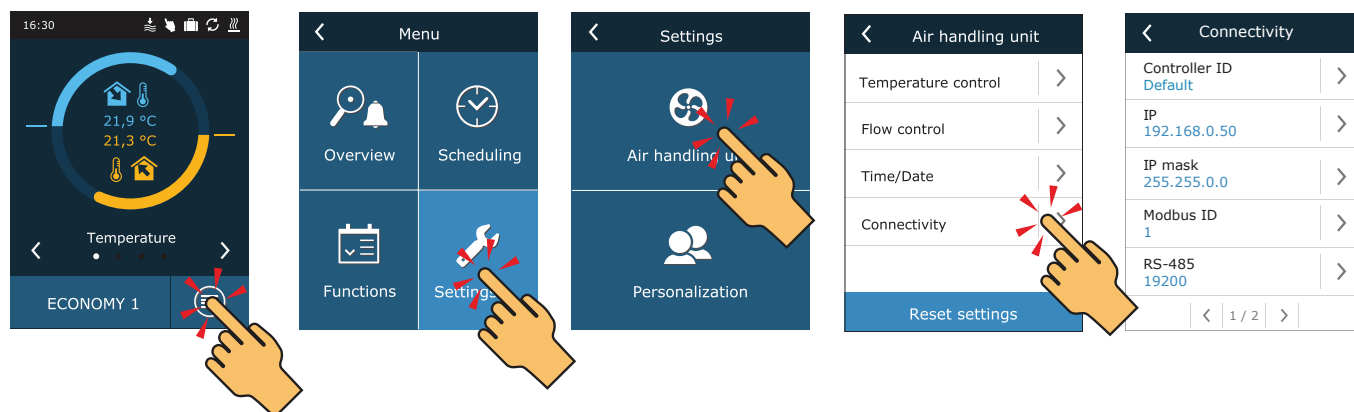 16:30
21,9 °C
21,3 °C
Temperature
ECONOMY 1
Menu
Overview
Scheduling
Functions
Settings
Settings
Air handling unit
Personalization
Air handling unit
Temperature control
Flow control
Time/Date
Connectivity
Reset settings
Connectivity
Controller ID
Default
IP
192.168.0.50
IP mask
255.255.0.0
Modbus ID
1
RS-485
19200
1 / 2